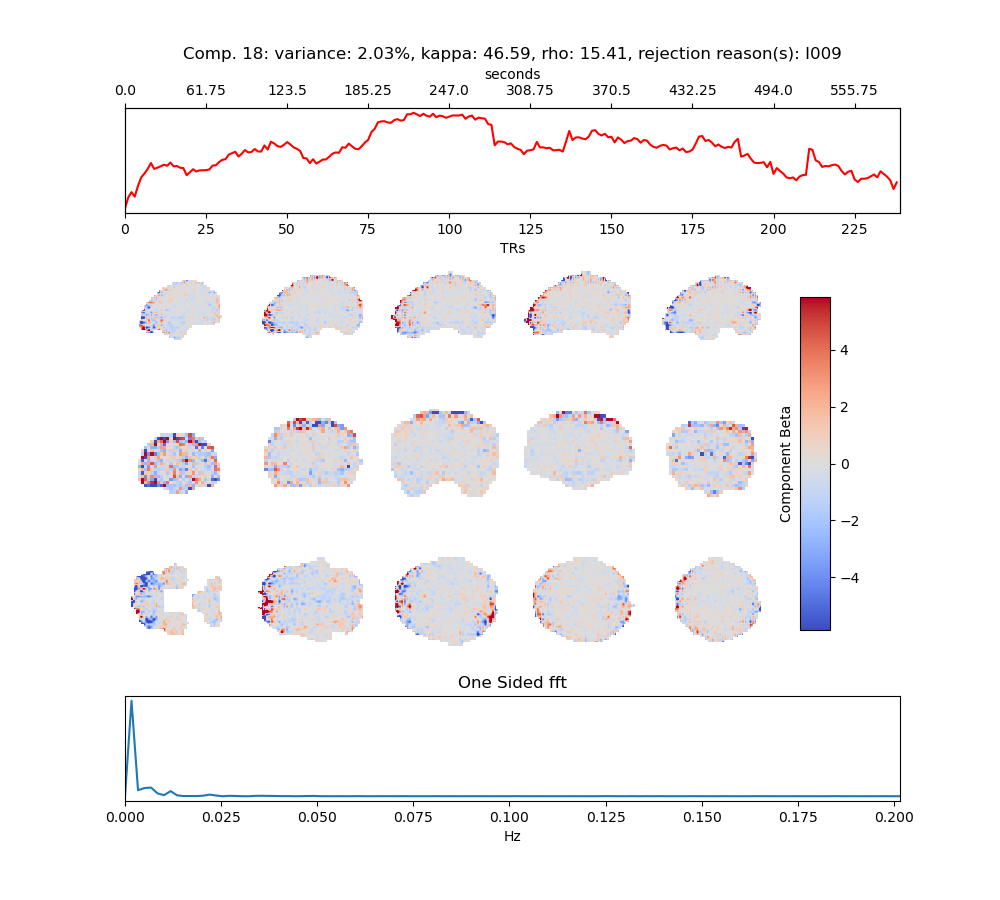 Comp. 18: variance: 2.03%, kappa: 46.59, rho: 15.41, rejection reason(s): I009
seconds
0.0 61.75 123.5 185.25 247.0 308.75 370.5 432.25 494.0 555.75
0 25 50 75 100 125 150 175 200 225
TRs
4
2
0
−2
−4
Component Beta
One Sided fft
0.000 0.025 0.050 0.075 0.100 0.125 0.150 0.175 0.200
Hz